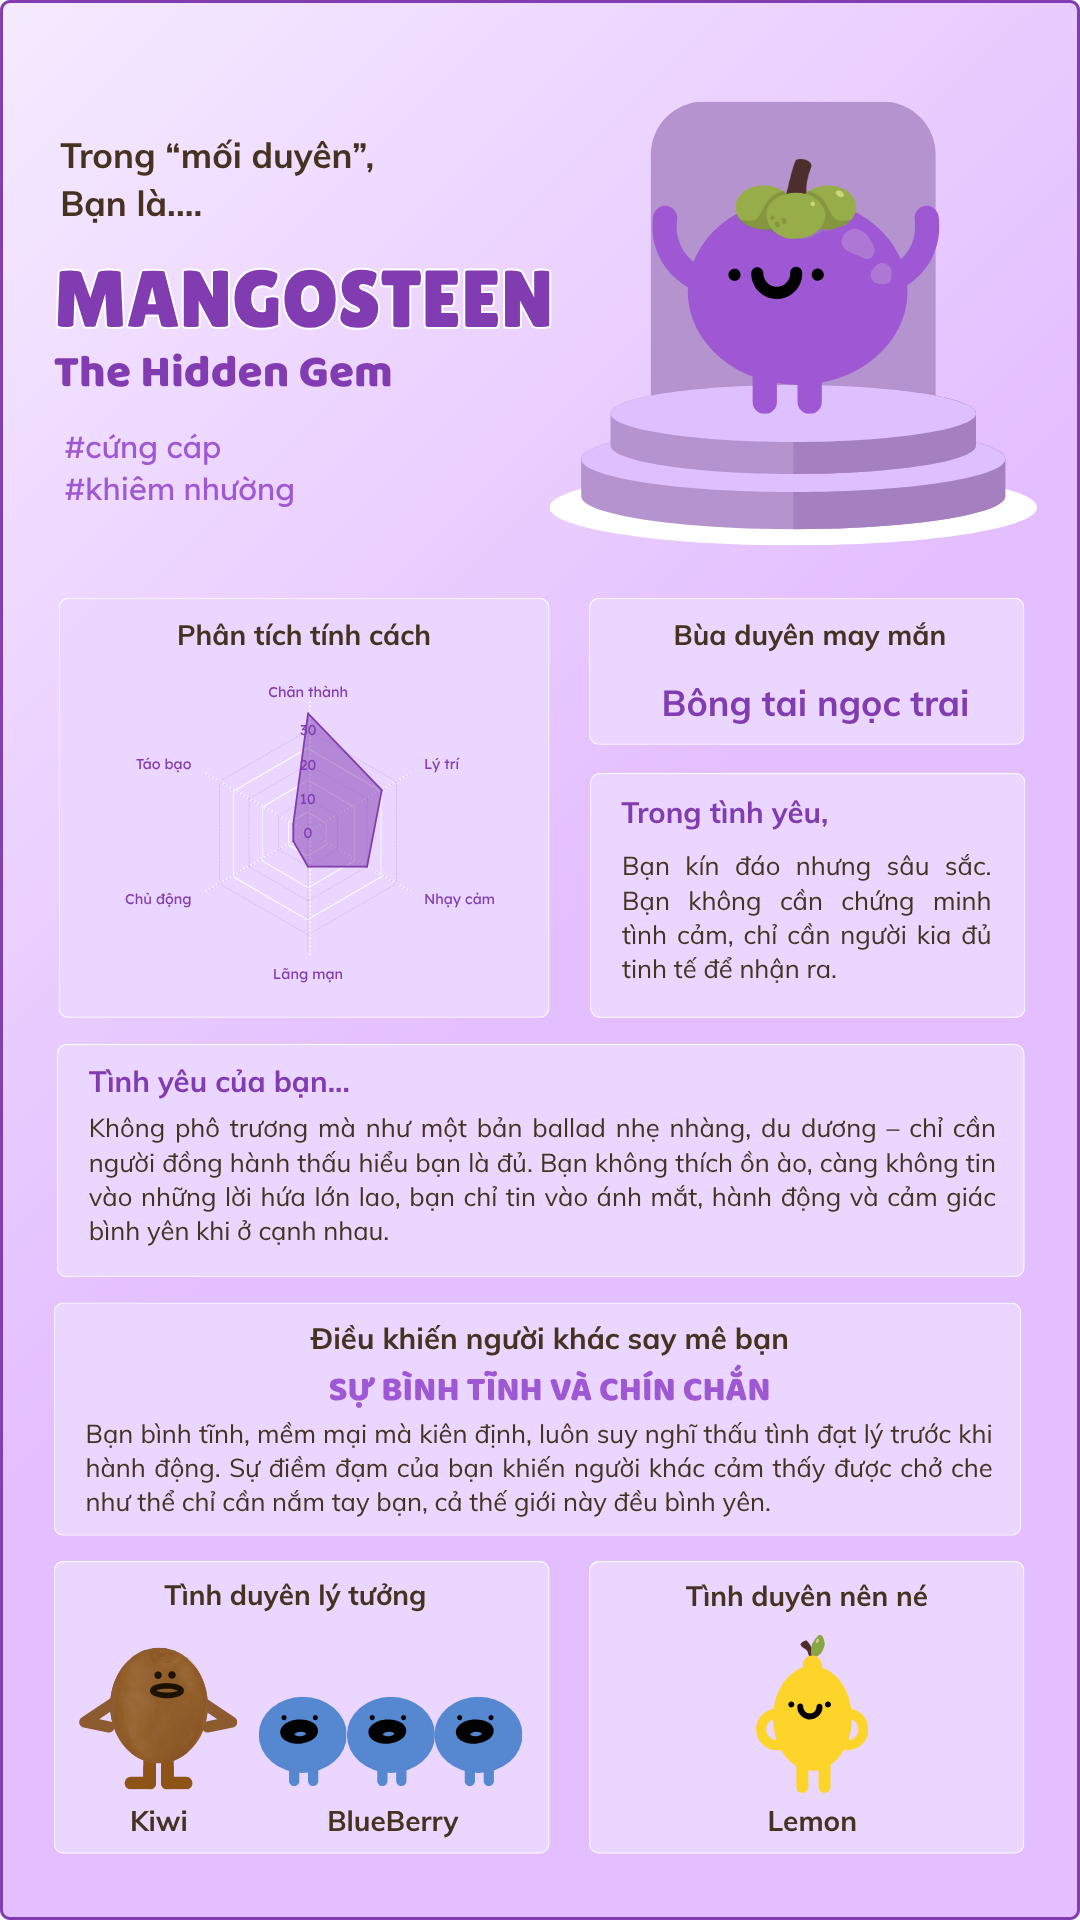 Trong “mối duyên”,
Bạn là....
MANGOSTEEN
The Hidden Gem
#cứng cáp
#khiêm nhường
Phân tích tính cách
Chân thành
30
20
10
0
Táo bạo
Lý trí
Chủ động
Nhạy cảm
Lãng mạn
Bùa duyên may mắn
Bông tai ngọc trai
Trong tình yêu,
Bạn kín đáo nhưng sâu sắc.
Bạn không cần chứng minh
tình cảm, chỉ cần người kia đủ
tinh tế để nhận ra.
Tình yêu của bạn...
Không phô trương mà như một bản ballad nhẹ nhàng, du dương – chỉ cần
người đồng hành thấu hiểu bạn là đủ. Bạn không thích ồn ào, càng không tin
vào những lời hứa lớn lao, bạn chỉ tin vào ánh mắt, hành động và cảm giác
bình yên khi ở cạnh nhau.
Điều khiến người khác say mê bạn
SỰ BÌNH TĨNH VÀ CHÍN CHẮN
Bạn bình tĩnh, mềm mại mà kiên định, luôn suy nghĩ thấu tình đạt lý trước khi
hành động. Sự điềm đạm của bạn khiến người khác cảm thấy được chở che
như thể chỉ cần nắm tay bạn, cả thế giới này đều bình yên.
Tình duyên lý tưởng
Kiwi
BlueBerry
Tình duyên nên né
Lemon